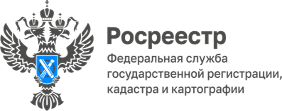 Росреестр
Федеральная служба
государственной регистрации,
кадастра и картографии